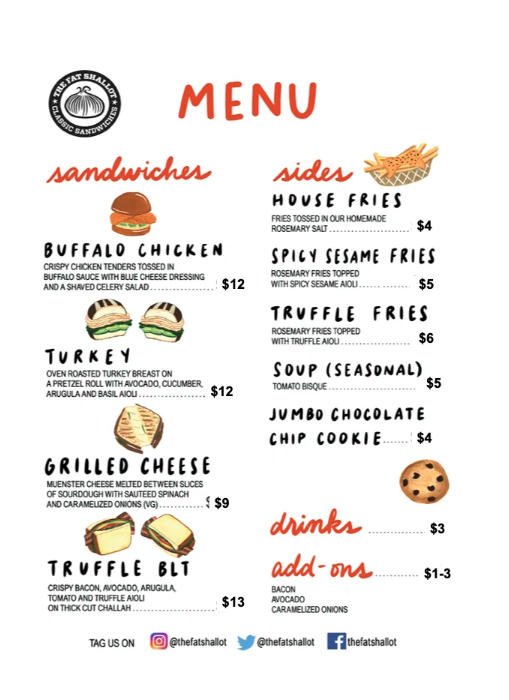 THE FAT SHALLOT
CLASSIC SANDWICHES
MENU
sandwiches
BUFFALO CHICKEN
CRISPY CHICKEN TENDERS TOSSED IN
BUFFALO SAUCE WITH BLUE CHEESE DRESSING
AND A SHAVED CELERY SALAD ................ $12
TURKEY
OVEN ROASTED TURKEY BREAST ON
A PRETZEL ROLL WITH AVOCADO, CUCUMBER,
ARUGULA AND BASIL AIOLI ................ $12
GRILLED CHEESE
MUENSTER CHEESE MELTED BETWEEN SLICES
OF SOURDOUGH WITH SAUTEED SPINACH
AND CARAMELIZED ONIONS (VG) ........... $9
TRUFFLE BLT
CRISPY BACON, AVOCADO, ARUGULA,
TOMATO AND TRUFFLE AIOLI
ON THICK CUT CHALLAH .................... $13
sides
HOUSE FRIES
FRIES TOSSED IN OUR HOMEMADE
ROSEMARY SALT ..................... $4
SPICY SESAME FRIES
ROSEMARY FRIES TOPPED
WITH SPICY SESAME AIOLI ............. $5
TRUFFLE FRIES
ROSEMARY FRIES TOPPED
WITH TRUFFLE AIOLI .................. $6
SOUP (SEASONAL)
TOMATO BISQUE ..................... $5
JUMBO CHOCOLATE
CHIP COOKIE ...... $4
drinks ............. $3
add-ons .......... $1-3
BACON
AVOCADO
CARAMELIZED ONIONS
TAG US ON @thefatshallot @thefatshallot thefatshallot